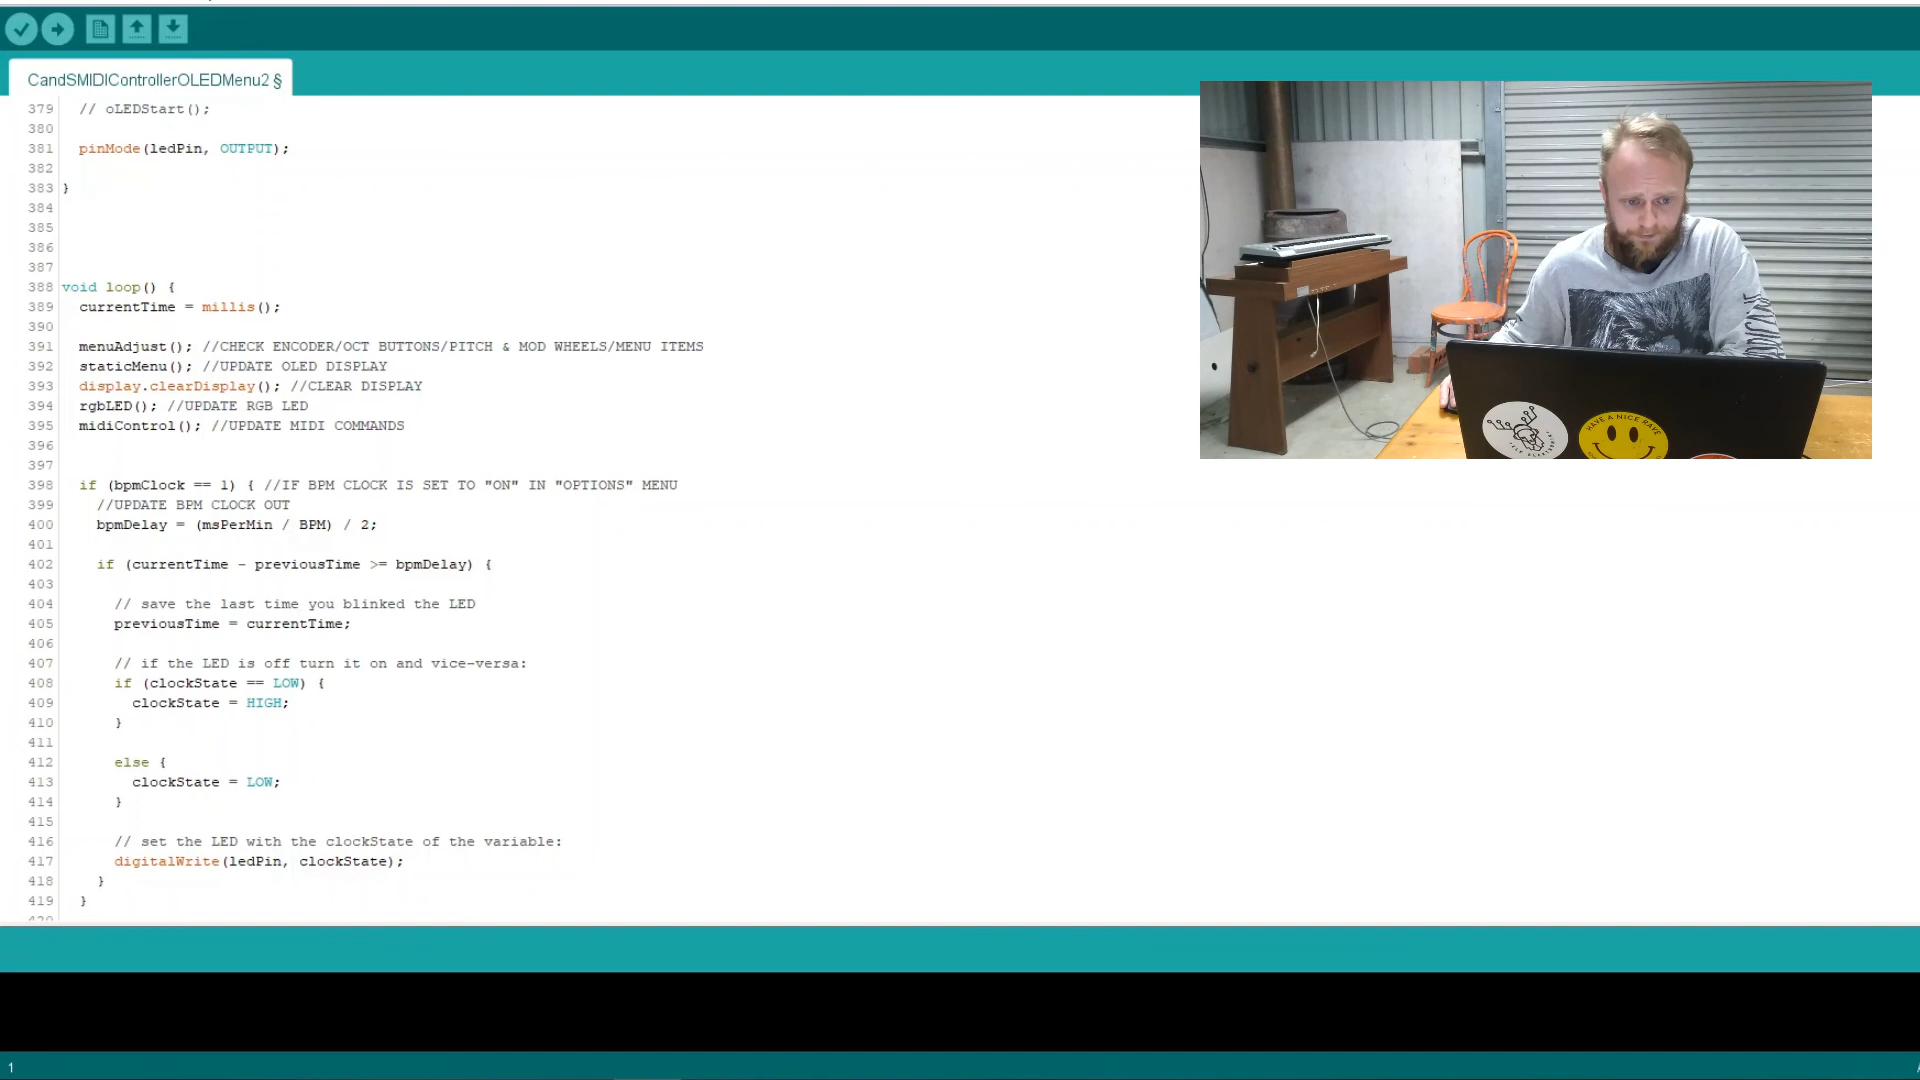 CandSMIDIControllerOLEDMenu2 §
379 // oLEDStart();
380
381 pinMode(ledPin, OUTPUT);
382
383 }
384
385
386
387
388 void loop() {
389 currentTime = millis();
390
391 menuAdjust(); //CHECK ENCODER/OCT BUTTONS/PITCH & MOD WHEELS/MENU ITEMS
392 staticMenu(); //UPDATE OLED DISPLAY
393 display.clearDisplay(); //CLEAR DISPLAY
394 rgbLED(); //UPDATE RGB LED
395 midiControl(); //UPDATE MIDI COMMANDS
396
397
398 if (bpmClock == 1) { //IF BPM CLOCK IS SET TO "ON" IN "OPTIONS" MENU
399 //UPDATE BPM CLOCK OUT
400 bpmDelay = (msPerMin / BPM) / 2;
401
402 if (currentTime - previousTime >= bpmDelay) {
403
404 // save the last time you blinked the LED
405 previousTime = currentTime;
406
407 // if the LED is off turn it on and vice-versa:
408 if (clockState == LOW) {
409 clockState = HIGH;
410 }
411
412 else {
413 clockState = LOW;
414 }
415
416 // set the LED with the clockState of the variable:
417 digitalWrite(ledPin, clockState);
418 }
419 }
HAVE A NICE RAVE
1